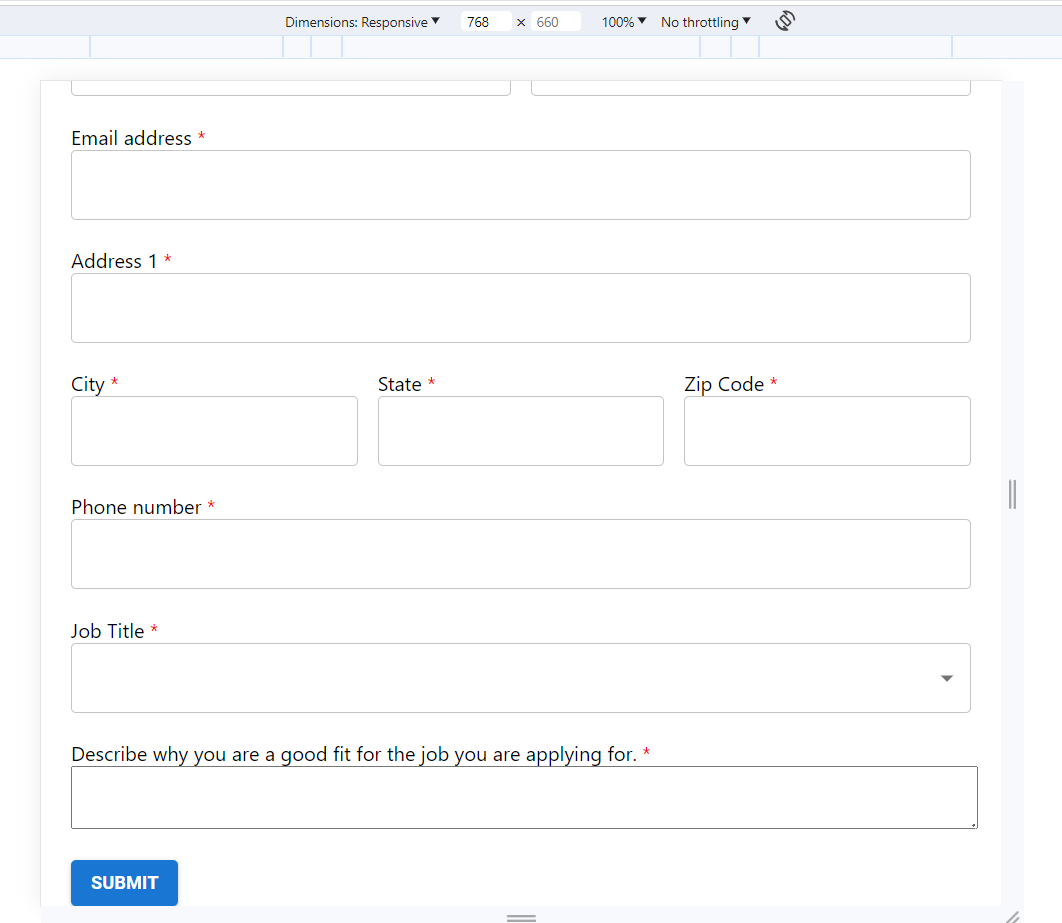 Dimensions: Responsive ▼ 768 × 660 100% ▼ No throttling ▼
Email address *
Address 1 *
City * State * Zip Code *
Phone number *
Job Title *
Describe why you are a good fit for the job you are applying for. *
SUBMIT